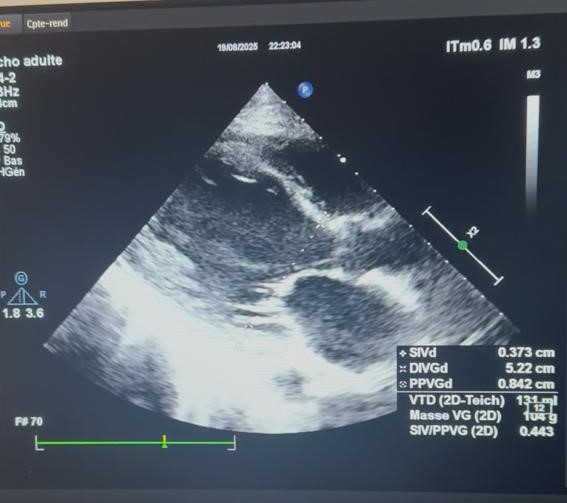 ue Cpte-rend
19/08/2025 22:23:04
ITm0.6 IM 1.3
cho adulte
4-2
M3
79%
50
Bas
HGén
P
x2
G
P R
1.8 3.6
SIVd 0.373 cm
DIVGd 5.22 cm
PPVGd 0.842 cm
VTD (2D-Teich) 131 ml
12
Masse VG (2D) 104 g
SIV/PPVG (2D) 0.443
F# 70